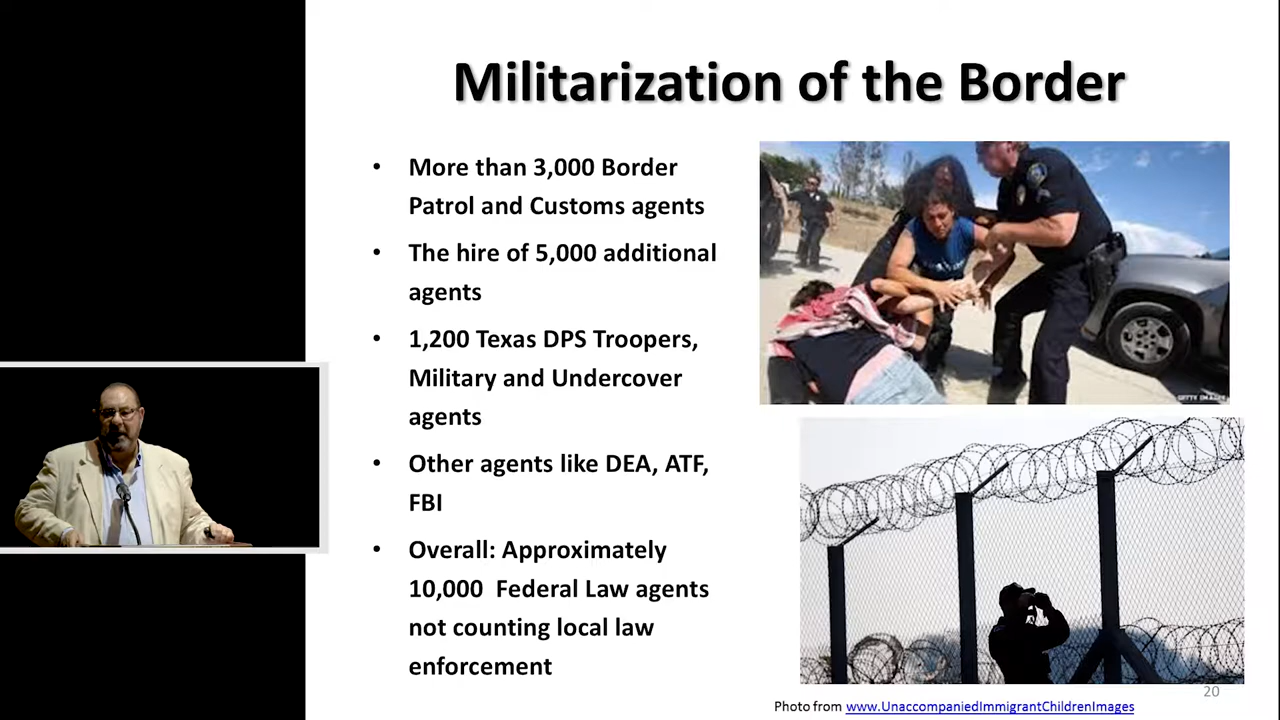 Militarization of the Border
• More than 3,000 Border
Patrol and Customs agents
• The hire of 5,000 additional
agents
• 1,200 Texas DPS Troopers,
Military and Undercover
agents
• Other agents like DEA, ATF,
FBI
• Overall: Approximately
10,000 Federal Law agents
not counting local law
enforcement
GETTY IMAGES
20
Photo from www.UnaccompaniedImmigrantChildrenImages